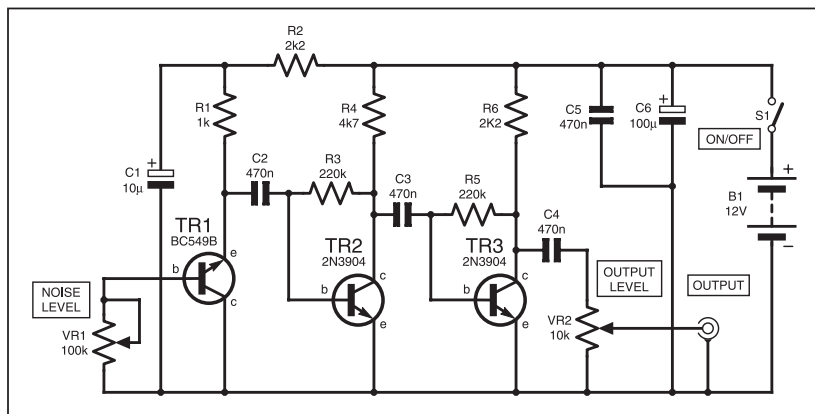 R2
2k2
R1
1k
R4
4k7
R6
2K2
C5
470n
+
C6
100μ
S1
ON/OFF
+
C1
10μ
C2
470n
R3
220k
C3
470n
R5
220k
C4
470n
+
B1
12V
−
TR1
BC549B
e
b
c
TR2
2N3904
c
b
e
TR3
2N3904
c
b
e
NOISE
LEVEL
VR1
100k
OUTPUT
LEVEL
OUTPUT
VR2
10k